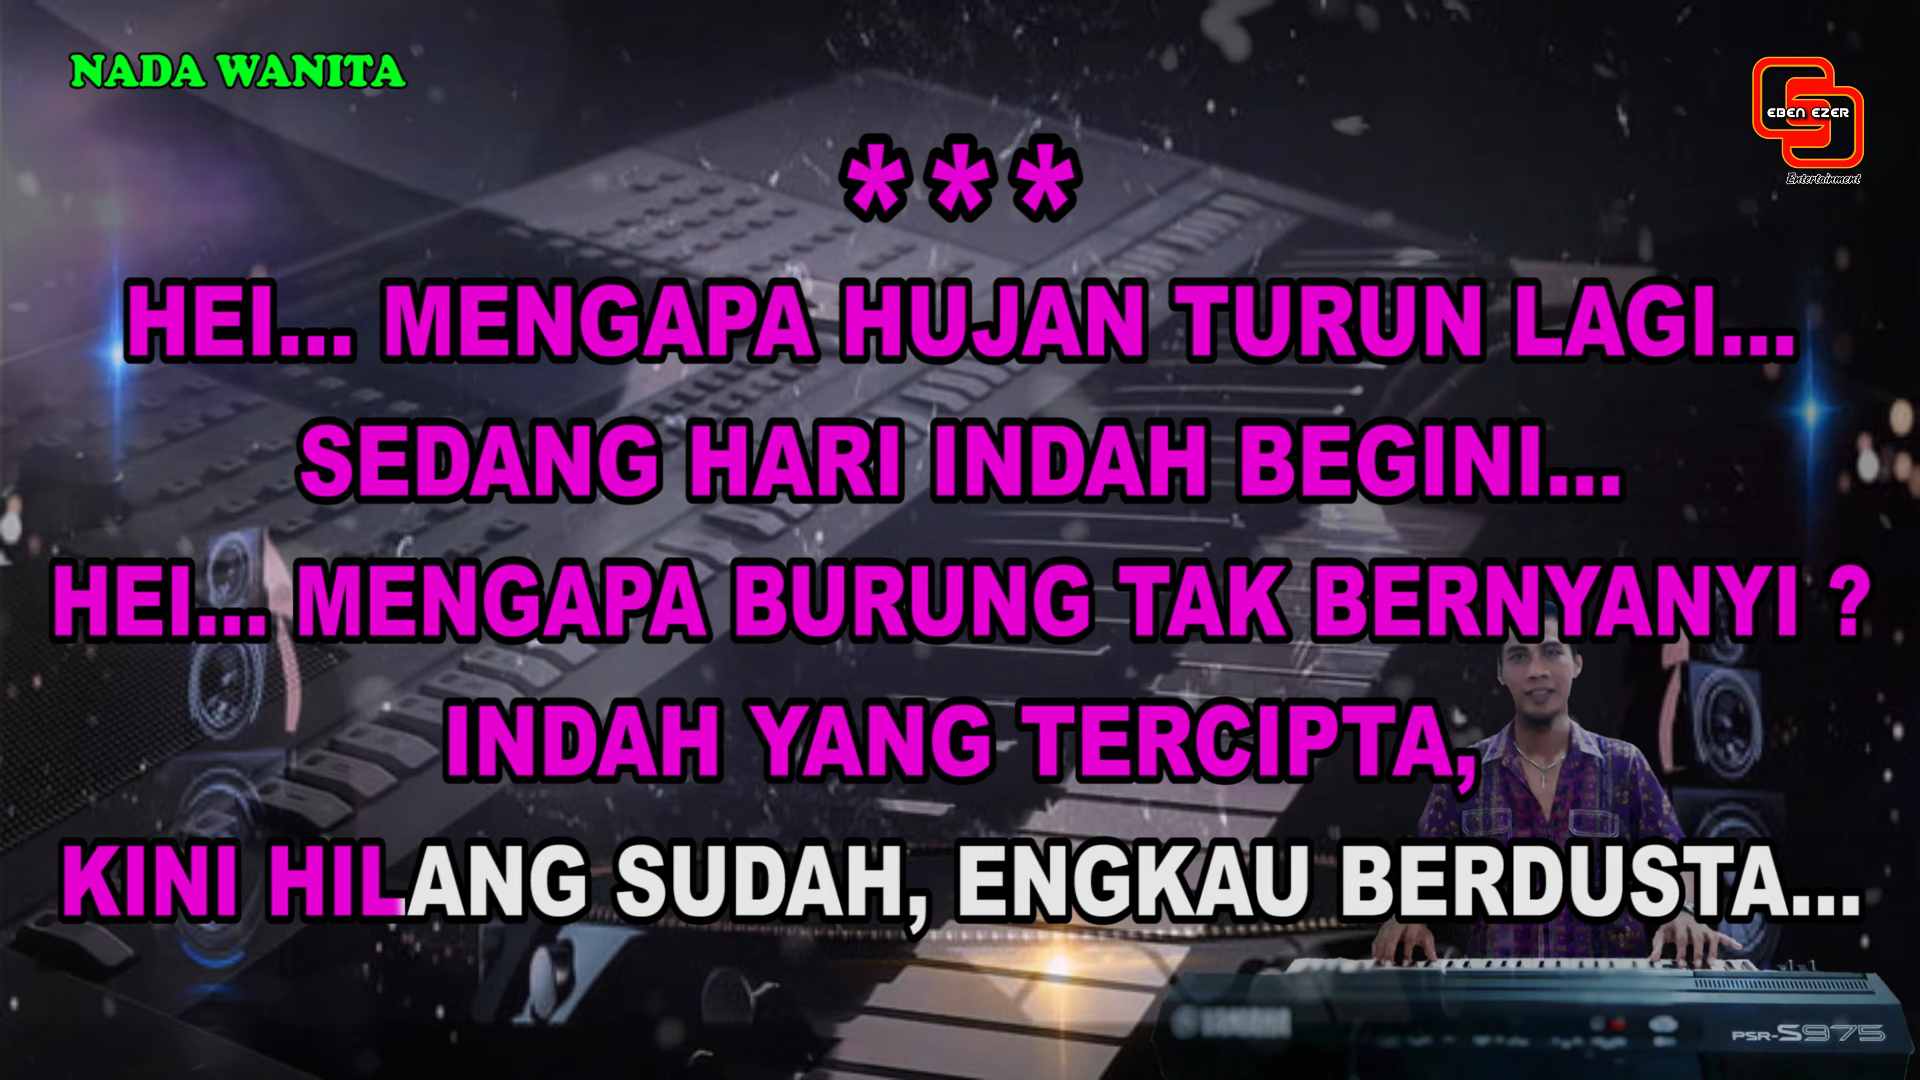 NADA WANITA
EBEN EZER
Entertainment
***
HEI... MENGAPA HUJAN TURUN LAGI...
SEDANG HARI INDAH BEGINI...
HEI... MENGAPA BURUNG TAK BERNYANYI ?
INDAH YANG TERCIPTA,
KINI HILANG SUDAH, ENGKAU BERDUSTA...
YAMAHA
PSR-S975